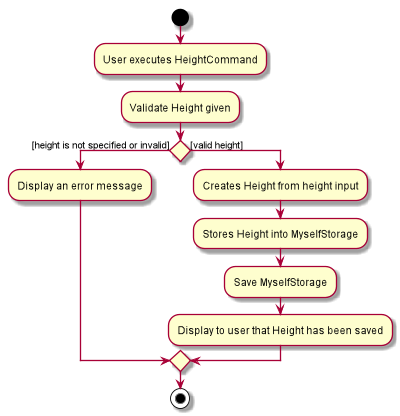 User executes HeightCommand
Validate Height given
[height is not specified or invalid]
[valid height]
Display an error message
Creates Height from height input
Stores Height into MyselfStorage
Save MyselfStorage
Display to user that Height has been saved